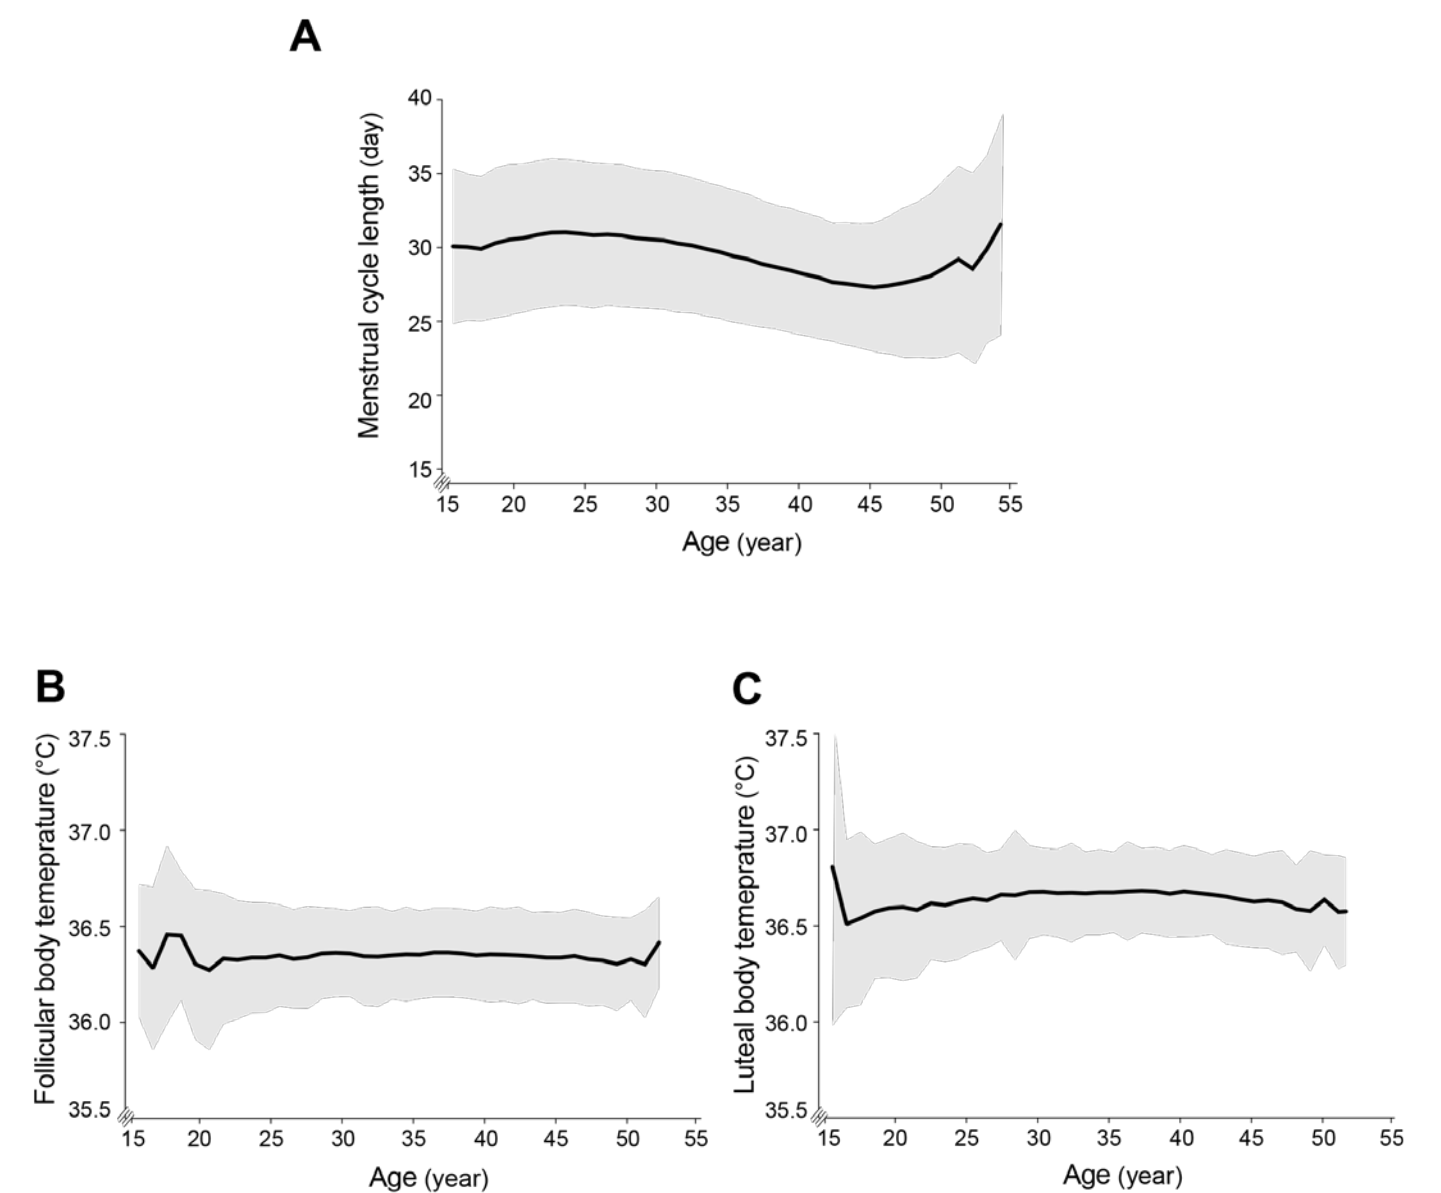 A
Menstrual cycle length (day)
40
35
30
25
20
15
15 20 25 30 35 40 45 50 55
Age (year)
B
Follicular body temeprature (°C)
37.5
37.0
36.5
36.0
35.5
15 20 25 30 35 40 45 50 55
Age (year)
C
Luteal body temeprature (°C)
37.5
37.0
36.5
36.0
35.5
15 20 25 30 35 40 45 50 55
Age (year)